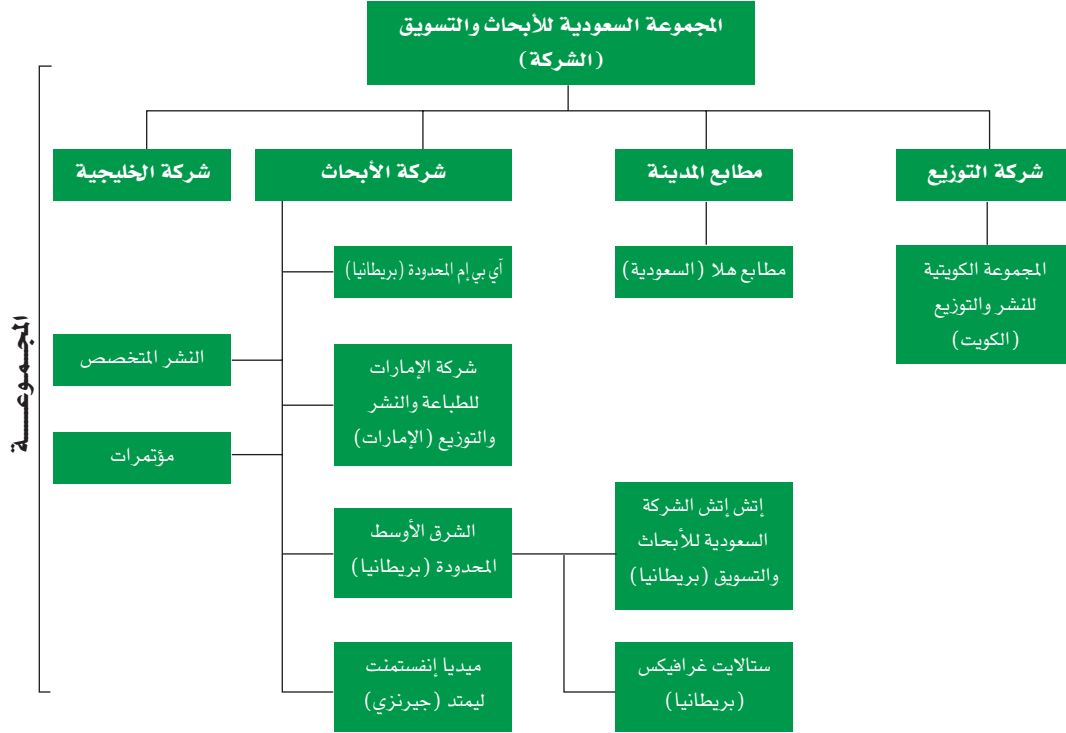 المجموعة السعودية للأبحاث والتسويق
(الشركة)
شركة التوزيع
مطابع المدينة
شركة الأبحاث
شركة الخليجية
المجموعة الكويتية
للنشر والتوزيع
(الكويت)
مطابع هلا (السعودية)
آي بي إم المحدودة (بريطانيا)
شركة الإمارات
للطباعة والنشر
والتوزيع (الإمارات)
النشر المتخصص
مؤتمرات
إتش إتش الشركة
السعودية للأبحاث
والتسويق (بريطانيا)
الشرق الأوسط
المحدودة (بريطانيا)
ستالايت غرافيكس
(بريطانيا)
ميديا إنفستمنت
ليمتد (جيرنزي)
المجـمـوعـــة